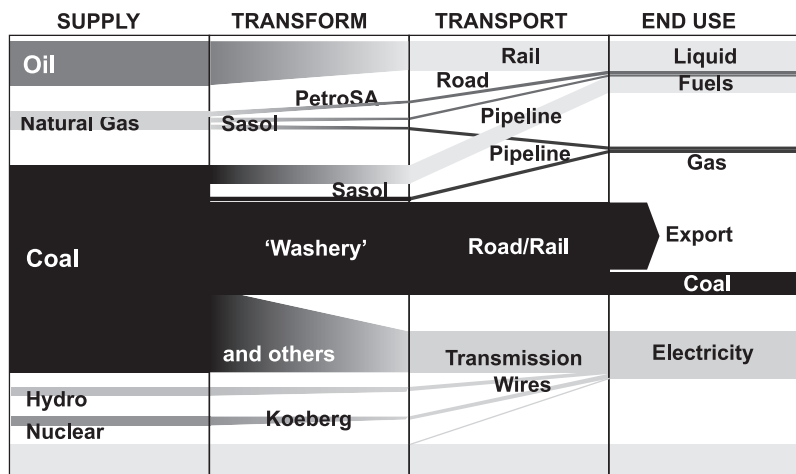 SUPPLY TRANSFORM TRANSPORT END USE
Oil Rail Liquid
Road Fuels
PetroSA
Natural Gas Sasol Pipeline
Pipeline Gas
Sasol
Coal 'Washery' Road/Rail Export
Coal
and others Transmission Electricity
Wires
Hydro
Koeberg
Nuclear